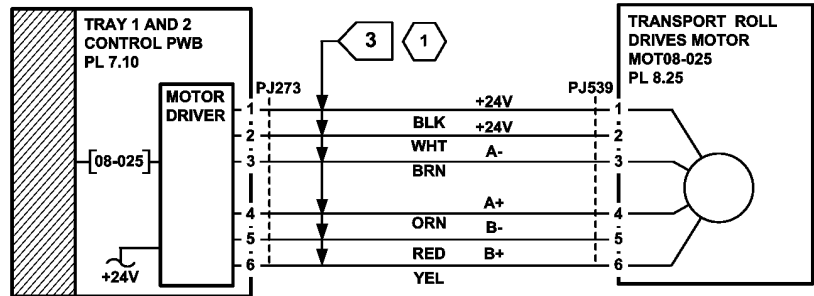 TRAY 1 AND 2
CONTROL PWB
PL 7.10
3
1
TRANSPORT ROLL
DRIVES MOTOR
MOT08-025
PL 8.25
PJ273
PJ539
MOTOR
DRIVER
1
+24V
1
BLK
2
+24V
2
WHT
08-025
3
A-
3
BRN
4
A+
4
ORN
5
B-
5
RED
+24V
6
B+
6
YEL